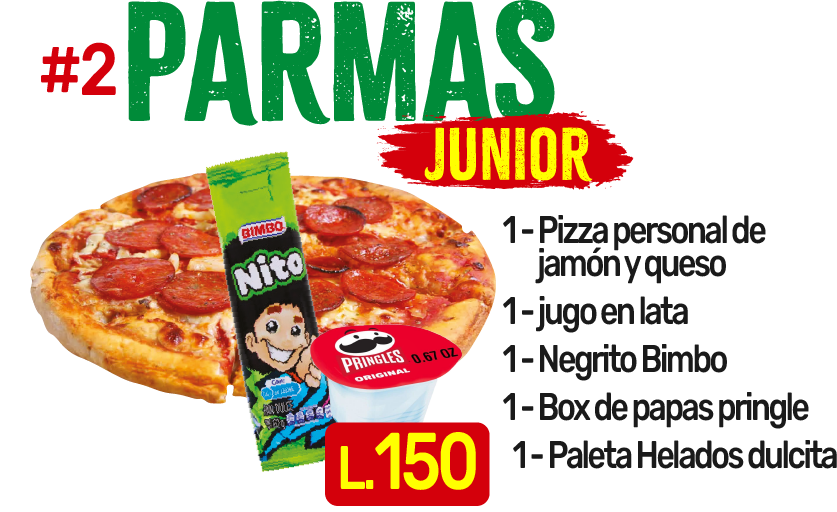 #2 PARMAS
JUNIOR
1 - Pizza personal de
jamón y queso
1 - jugo en lata
1 - Negrito Bimbo
1 - Box de papas pringle
1 - Paleta Helados dulcita
BIMBO
Nito
PRINGLES 0.67 OZ
ORIGINAL
L.150